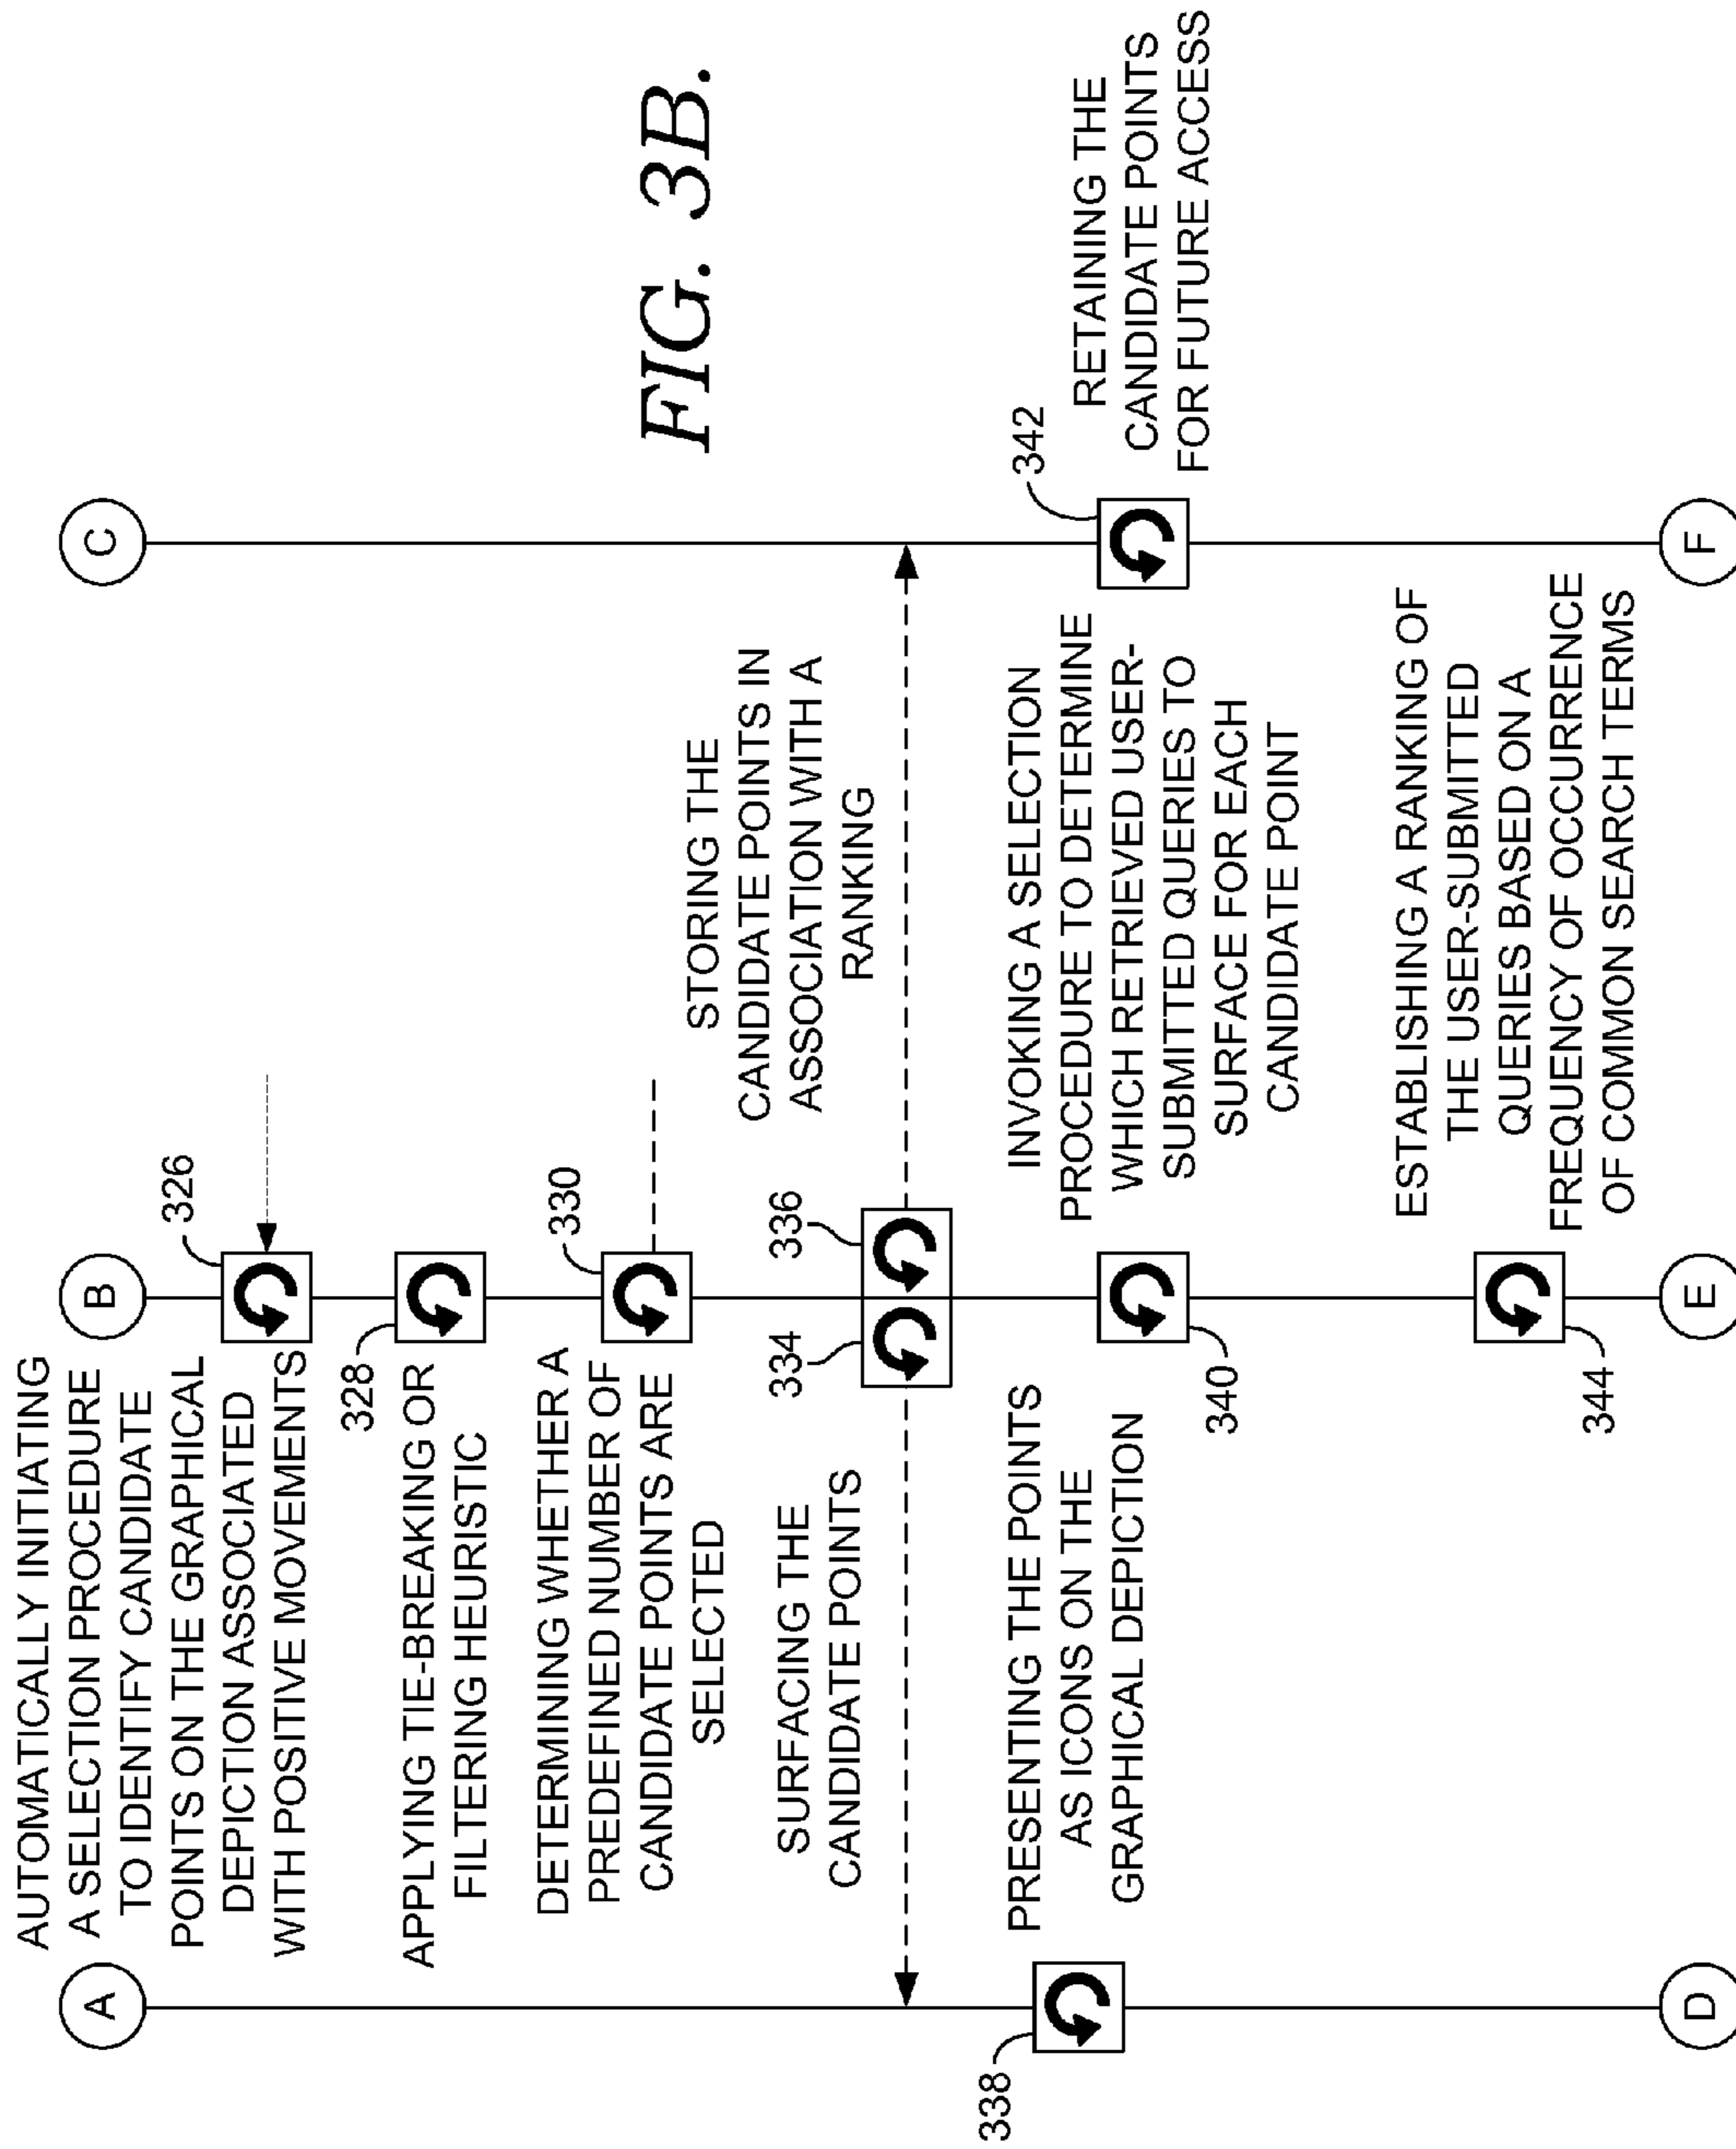 A
B
C
AUTOMATICALLY INITIATING
A SELECTION PROCEDURE
TO IDENTIFY CANDIDATE
POINTS ON THE GRAPHICAL
DEPICTION ASSOCIATED
WITH POSITIVE MOVEMENTS
326
328
APPLYING TIE-BREAKING OR
FILTERING HEURISTIC
330
DETERMINING WHETHER A
PREDEFINED NUMBER OF
CANDIDATE POINTS ARE
SELECTED
FIG. 3B.
STORING THE
CANDIDATE POINTS IN
ASSOCIATION WITH A
RANKING
334
336
SURFACING THE
CANDIDATE POINTS
338
PRESENTING THE POINTS
AS ICONS ON THE
GRAPHICAL DEPICTION
340
INVOKING A SELECTION
PROCEDURE TO DETERMINE
WHICH RETRIEVED USER-
SUBMITTED QUERIES TO
SURFACE FOR EACH
CANDIDATE POINT
342
RETAINING THE
CANDIDATE POINTS
FOR FUTURE ACCESS
344
ESTABLISHING A RANKING OF
THE USER-SUBMITTED
QUERIES BASED ON A
FREQUENCY OF OCCURRENCE
OF COMMON SEARCH TERMS
D
E
F